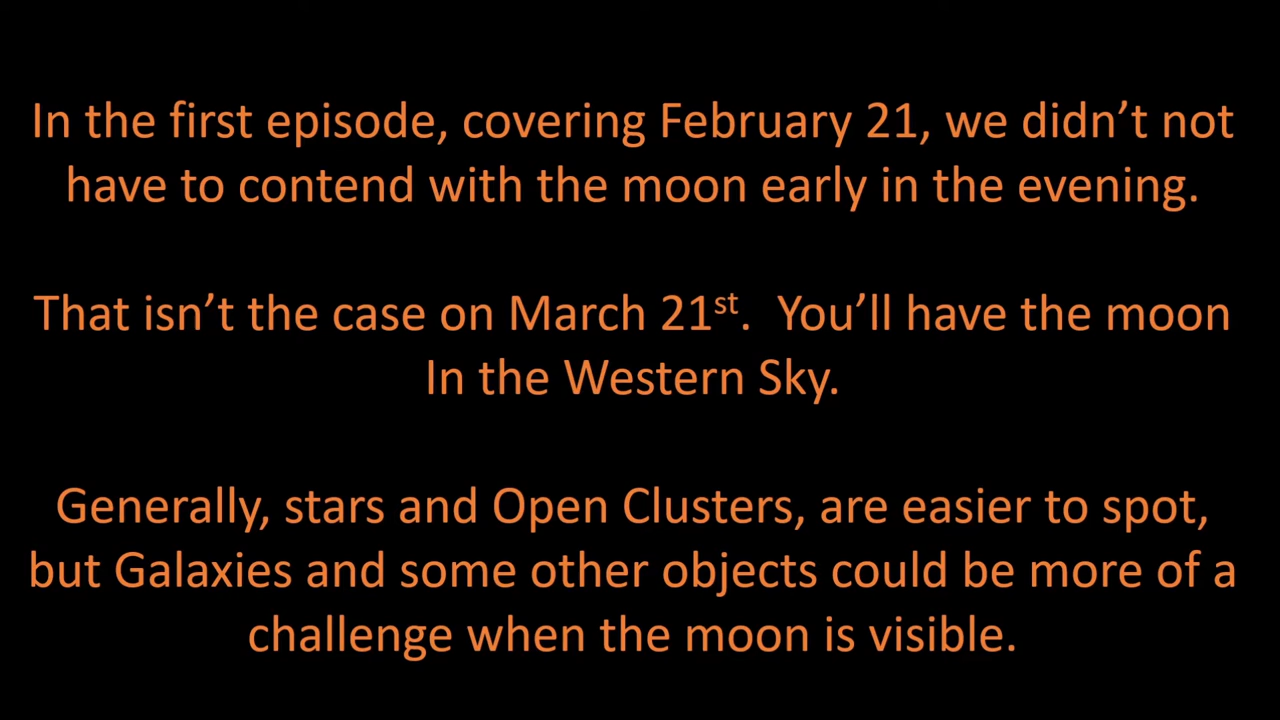 In the first episode, covering February 21, we didn’t not
have to contend with the moon early in the evening.
That isn’t the case on March 21st.  You’ll have the moon
In the Western Sky.
Generally, stars and Open Clusters, are easier to spot,
but Galaxies and some other objects could be more of a
challenge when the moon is visible.